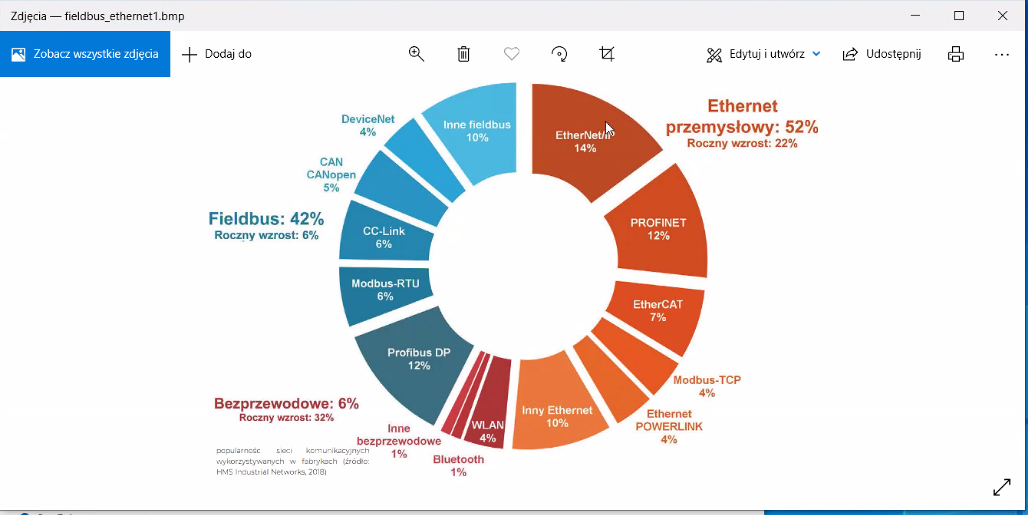 Zdjęcia — fieldbus_ethernet1.bmp
Zobacz wszystkie zdjęcia
Dodaj do
Edytuj i utwórz
Udostępnij
Inne fieldbus
10%
EtherNet/IP
14%
Ethernet
przemysłowy: 52%
Roczny wzrost: 22%
DeviceNet
4%
CAN
CANopen
5%
Fieldbus: 42%
Roczny wzrost: 6%
CC-Link
6%
PROFINET
12%
Modbus-RTU
6%
EtherCAT
7%
Profibus DP
12%
Modbus-TCP
4%
Ethernet
POWERLINK
4%
Inny Ethernet
10%
WLAN
4%
Bezprzewodowe: 6%
Roczny wzrost: 32%
Inne
bezprzewodowe
1%
Bluetooth
1%
popularnośc sieci komunikacyjnych
wykorzystywanych w fabrykach (źródło:
HMS Industrial Networks, 2018)